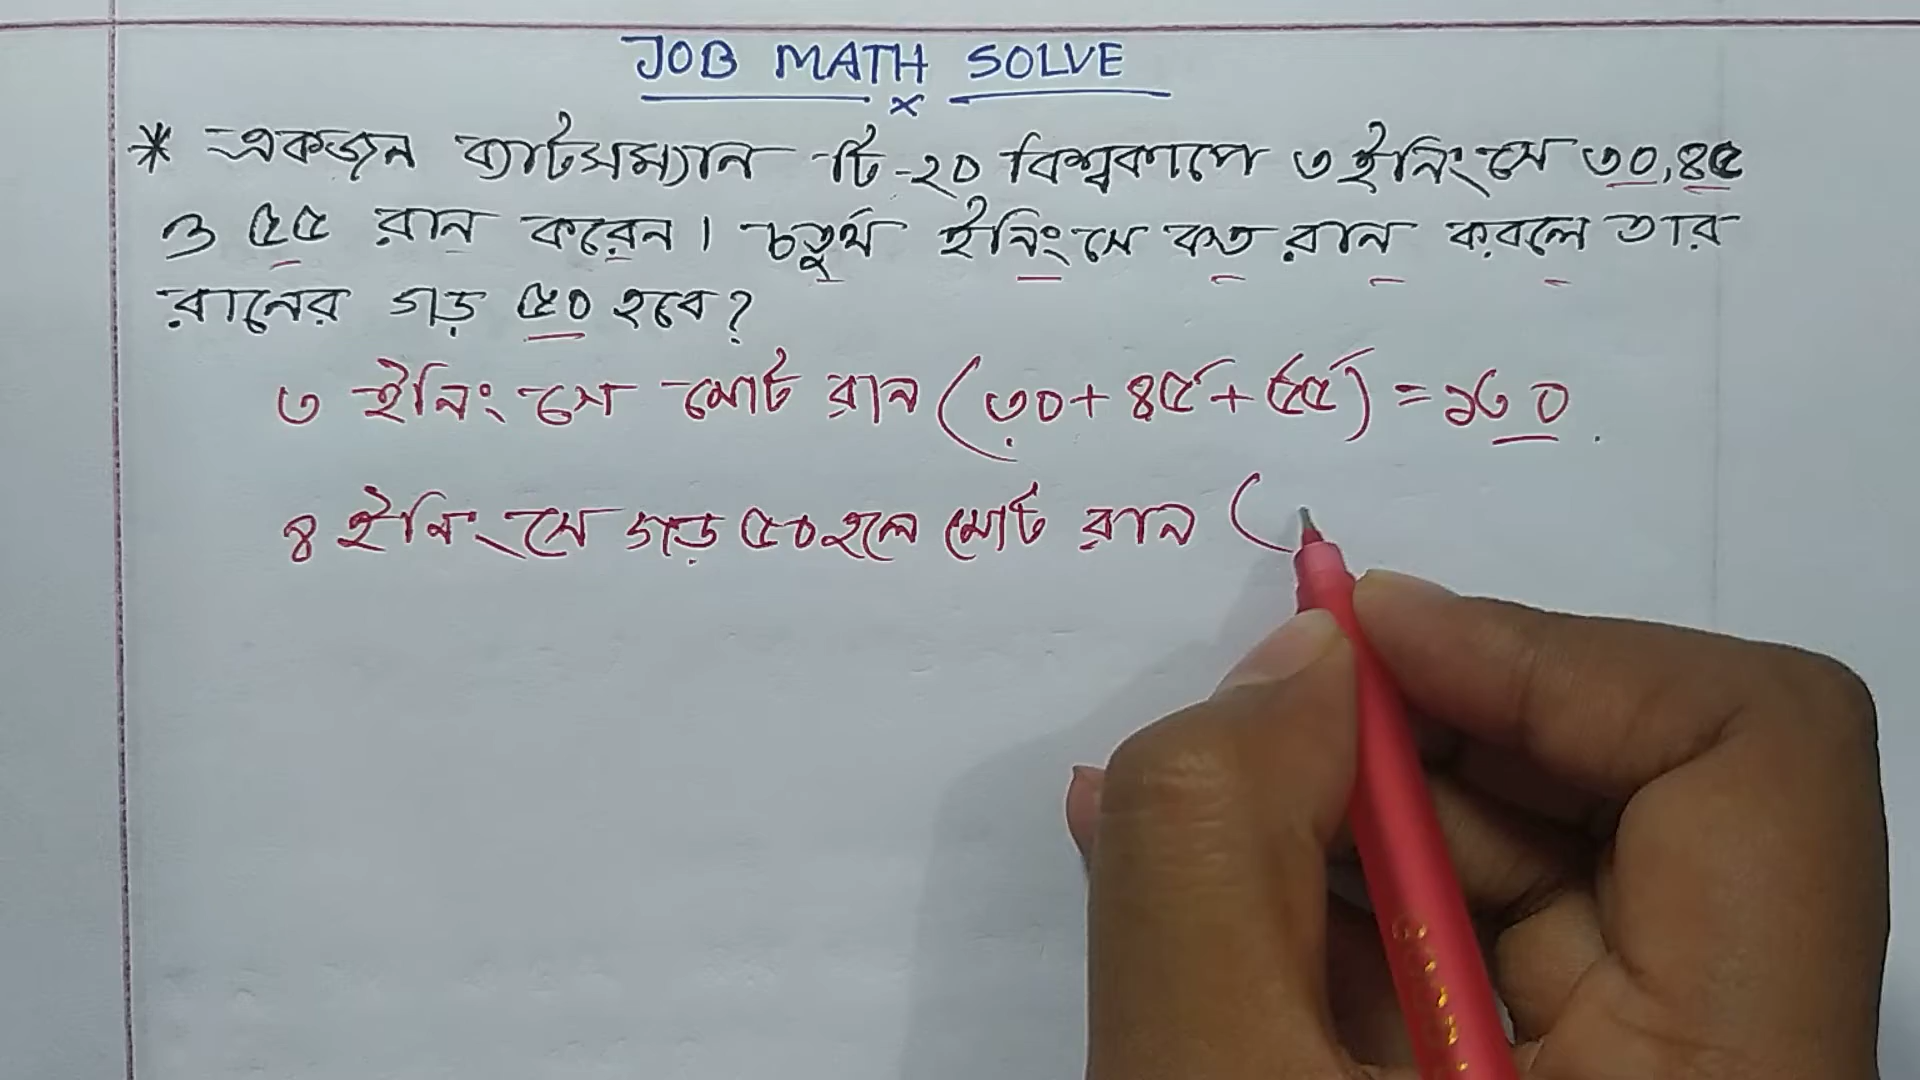 JOB MATH SOLVE
x
* একজন ব্যাটসম্যান টি-২০ বিশ্বকাপে ৩ ইনিংসে ৩০,৪৫
ও ৫৫ রান করেন। চতুর্থ ইনিংসে কত রান করলে তার
রানের গড় ৫০ হবে?
৩ ইনিংসে মোট রান (৩০+৪৫+৫৫) = ১৩০
৪ ইনিংসে গড় ৫০ হলে মোট রান (